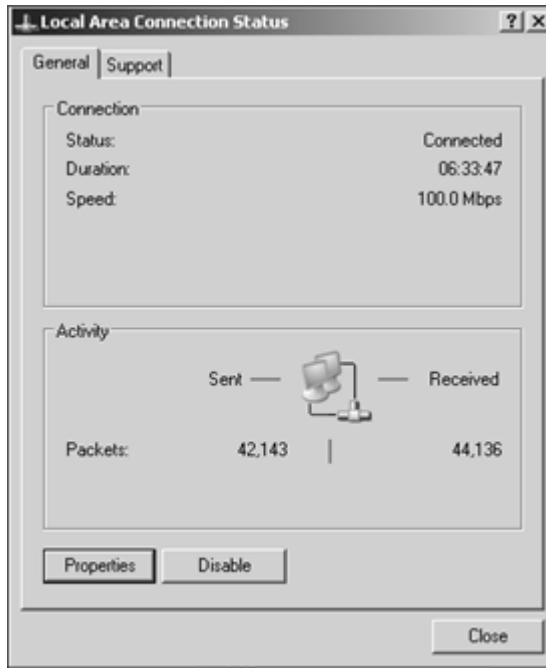 Local Area Connection Status
General Support
Connection
Status: Connected
Duration: 06:33:47
Speed: 100.0 Mbps
Activity
Sent Received
Packets: 42,143 44,136
Properties Disable
Close